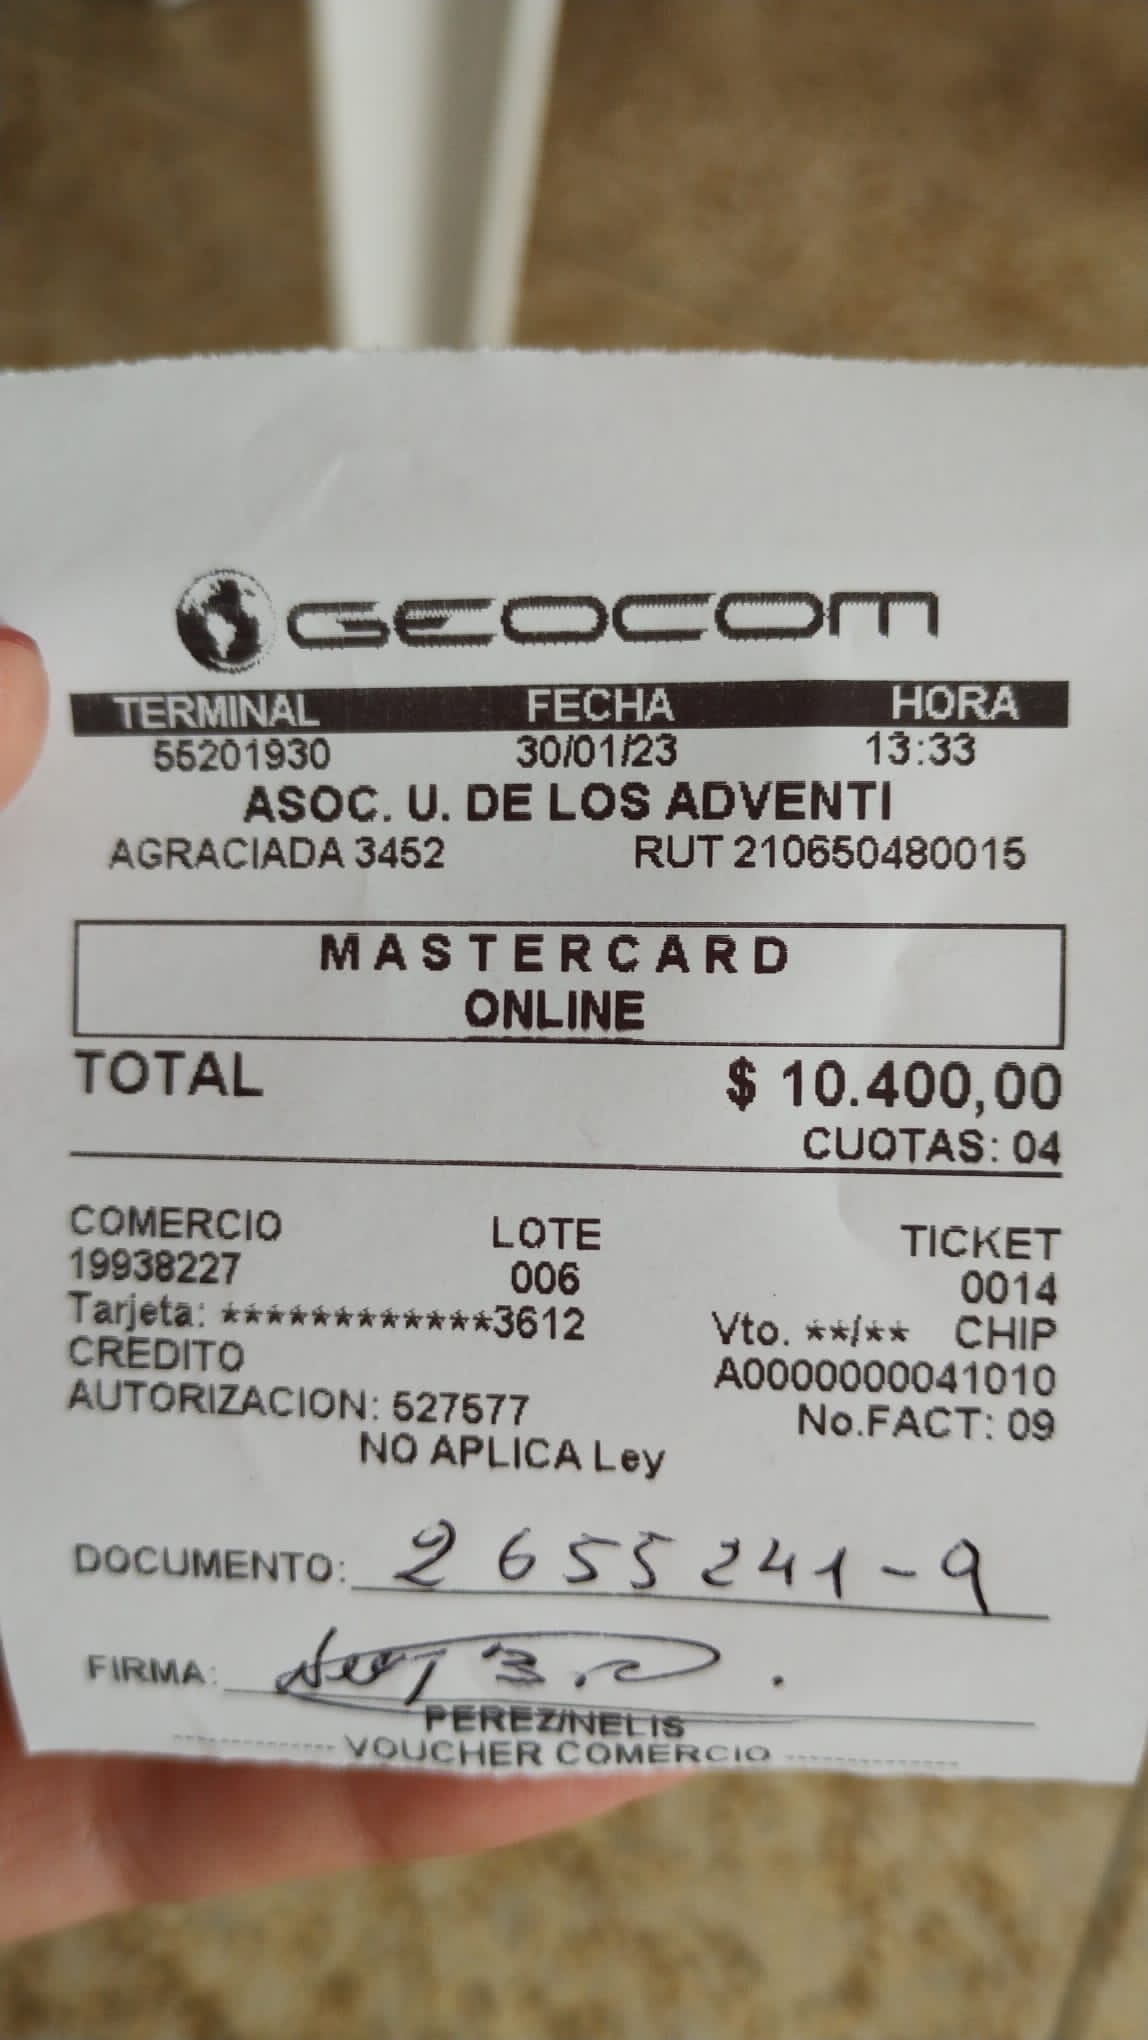 GEOCOM
TERMINAL FECHA HORA
55201930 30/01/23 13:33
ASOC. U. DE LOS ADVENTI
AGRACIADA 3452 RUT 210650480015
MASTERCARD
ONLINE
TOTAL $ 10.400,00
CUOTAS: 04
COMERCIO LOTE TICKET
19938227 006 0014
Tarjeta: ************3612 Vto. **/** CHIP
CREDITO A0000000041010
AUTORIZACION: 527577 No.FACT: 09
NO APLICA Ley
DOCUMENTO: 2655241-9
FIRMA:
PEREZ/NELIS
------------ VOUCHER COMERCIO ------------